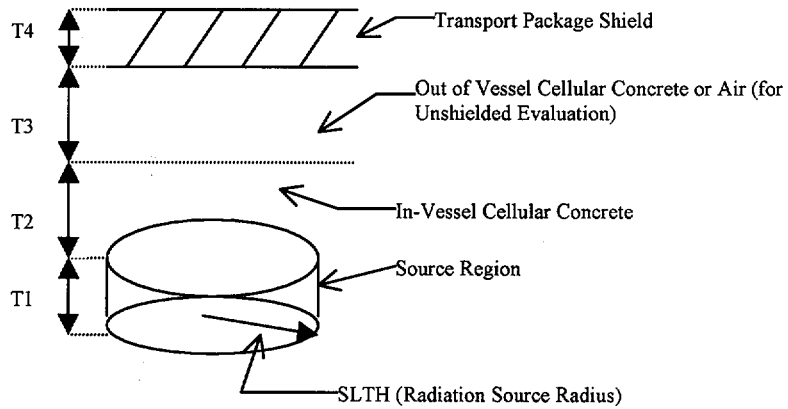 T4
Transport Package Shield
T3
Out of Vessel Cellular Concrete or Air (for
Unshielded Evaluation)
T2
In-Vessel Cellular Concrete
Source Region
T1
SLTH (Radiation Source Radius)